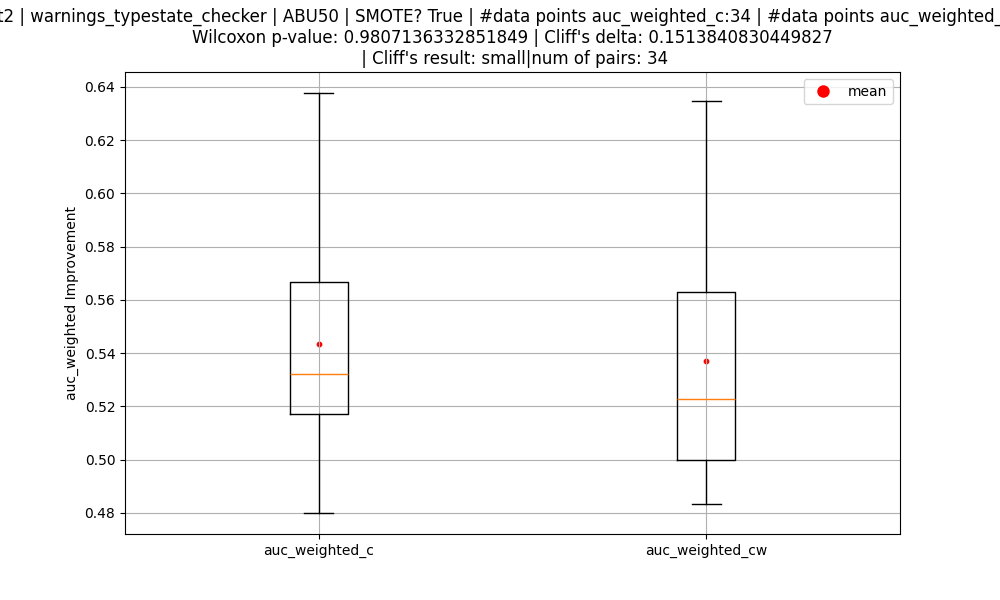 | warnings_typestate_checker | ABU50 | SMOTE? True | #data points auc_weighted_c:34 | #data points auc_weighted_
Wilcoxon p-value: 0.9807136332851849 | Cliff's delta: 0.1513840830449827
| Cliff's result: small|num of pairs: 34
mean
0.64
0.62
0.60
0.58
0.56
0.54
0.52
0.50
0.48
auc_weighted Improvement
auc_weighted_c
auc_weighted_cw